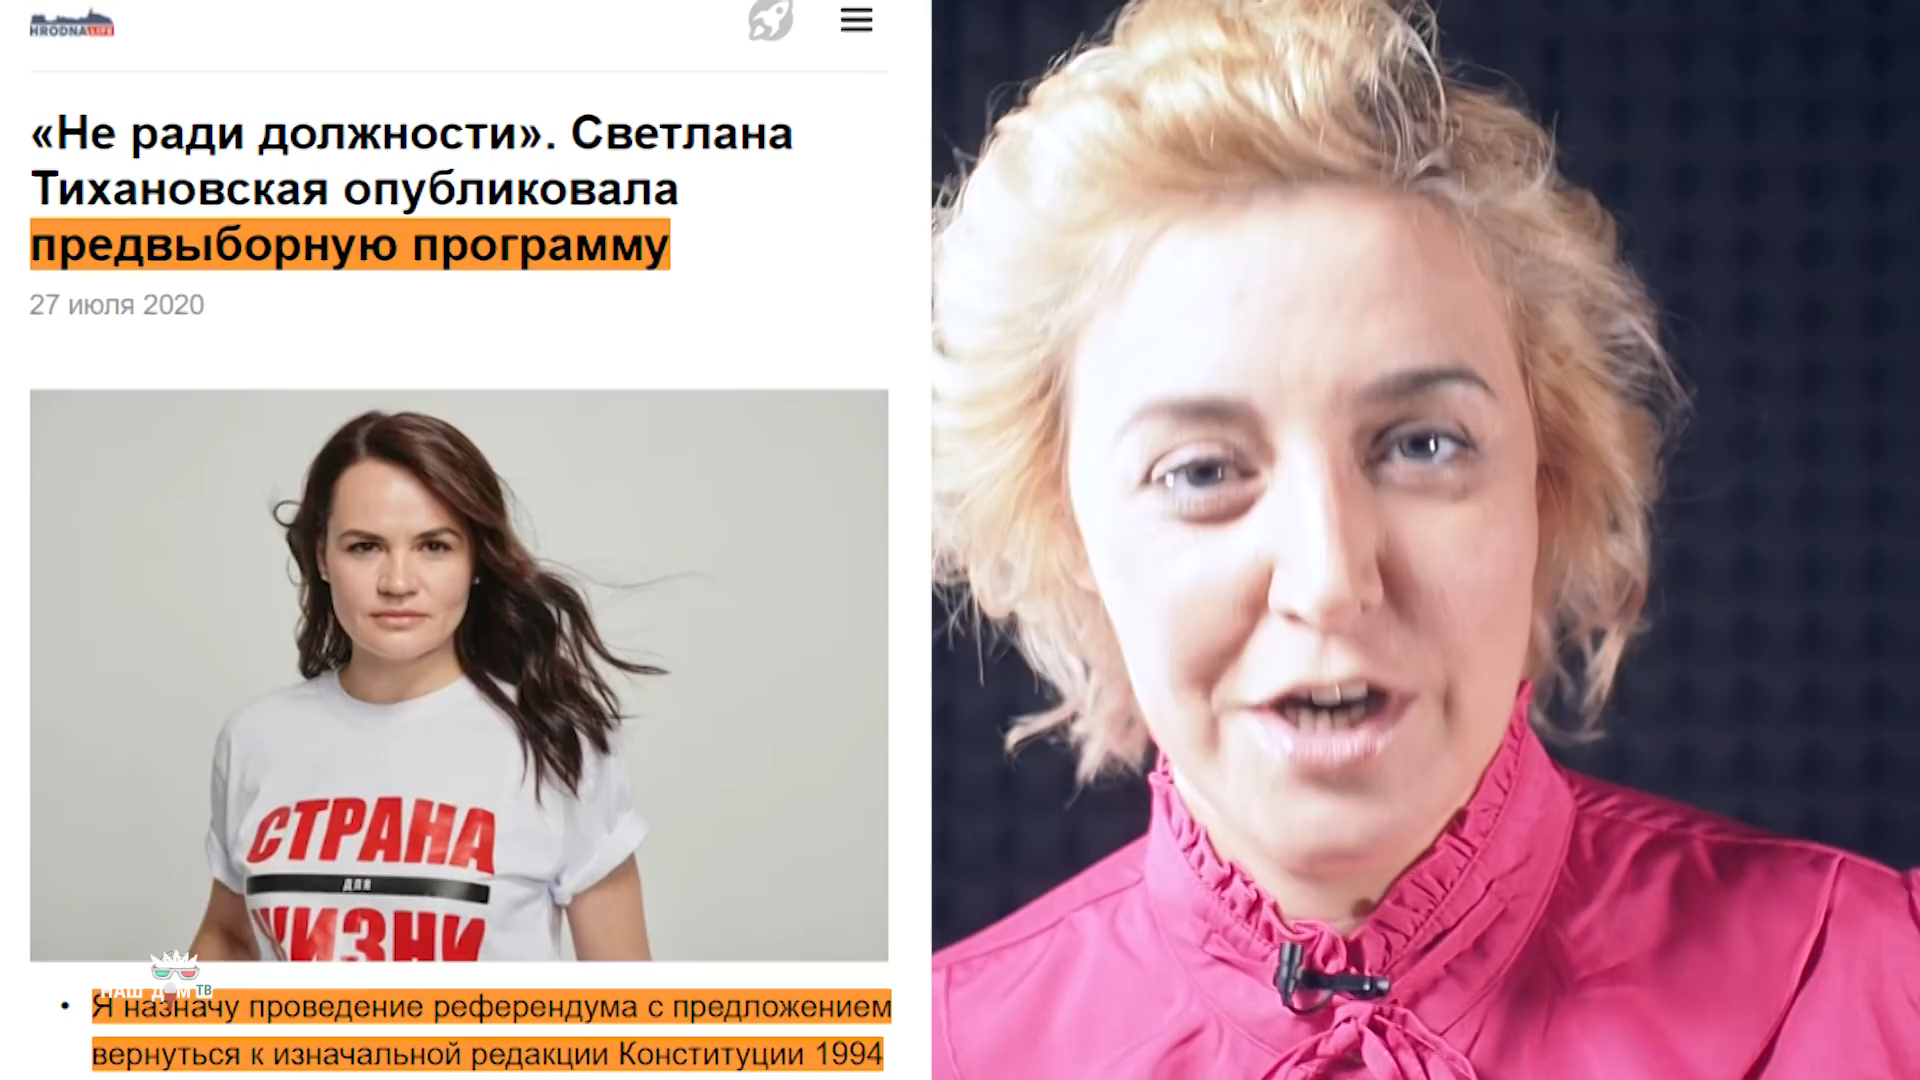 HRODNA LIFE
«Не ради должности». Светлана
Тихановская опубликовала
предвыборную программу
27 июля 2020
СТРАНА
для
ЖИЗНИ
НАШ ДОМ ТВ
• Я назначу проведение референдума с предложением
вернуться к изначальной редакции Конституции 1994